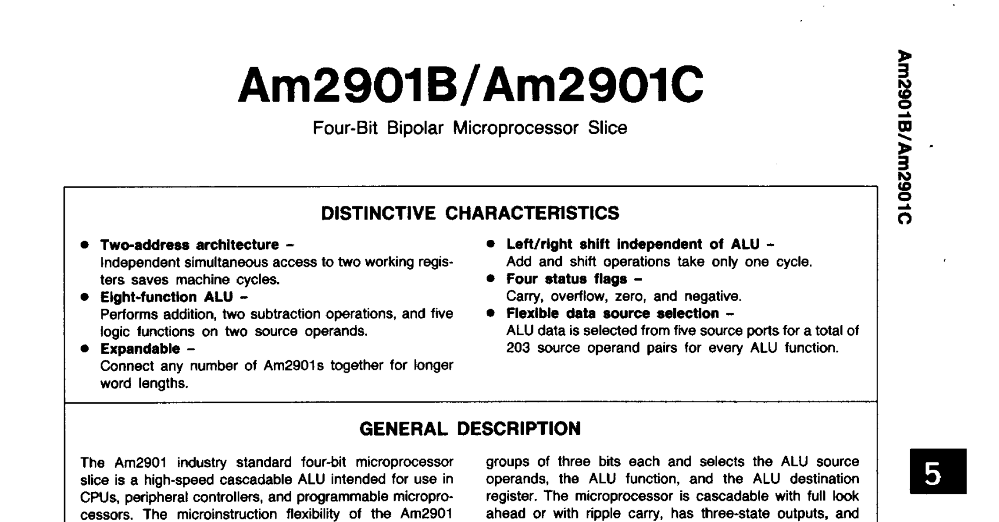 Am2901B/Am2901C
Four-Bit Bipolar Microprocessor Slice
Am2901B/Am2901C
DISTINCTIVE CHARACTERISTICS
● Two-address architecture –
Independent simultaneous access to two working regis-
ters saves machine cycles.
● Eight-function ALU –
Performs addition, two subtraction operations, and five
logic functions on two source operands.
● Expandable –
Connect any number of Am2901s together for longer
word lengths.
● Left/right shift independent of ALU –
Add and shift operations take only one cycle.
● Four status flags –
Carry, overflow, zero, and negative.
● Flexible data source selection –
ALU data is selected from five source ports for a total of
203 source operand pairs for every ALU function.
GENERAL DESCRIPTION
The Am2901 industry standard four-bit microprocessor
slice is a high-speed cascadable ALU intended for use in
CPUs, peripheral controllers, and programmable micropro-
cessors. The microinstruction flexibility of the Am2901
groups of three bits each and selects the ALU source
operands, the ALU function, and the ALU destination
register. The microprocessor is cascadable with full look
ahead or with ripple carry, has three-state outputs, and
5